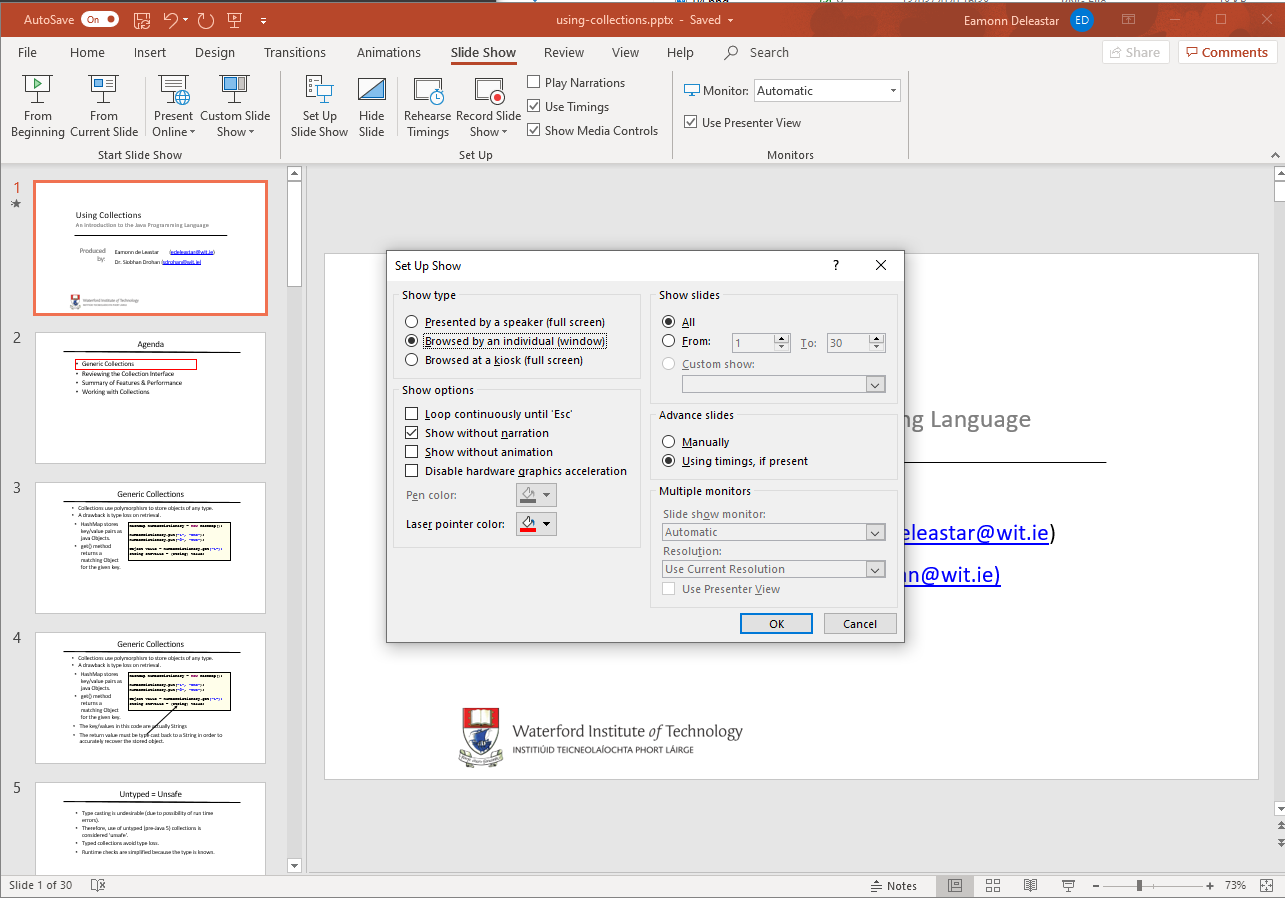 AutoSave On
using-collections.pptx - Saved
Eamonn Deleastar ED
File Home Insert Design Transitions Animations Slide Show Review View Help Search
Share Comments
From Beginning
From Current Slide
Present Online
Custom Slide Show
Start Slide Show
Set Up Slide Show
Hide Slide
Rehearse Timings
Record Slide Show
Play Narrations
Use Timings
Show Media Controls
Set Up
Monitor: Automatic
Use Presenter View
Monitors
1
Using Collections
An Introduction to the Java Programming Language
Produced by:
Eamonn de Leastar (edeleastar@wit.ie)
Dr. Siobhan Drohan (sdrohan@wit.ie)
Waterford Institute of Technology
2
Agenda
• Generic Collections
• Reviewing the Collection Interface
• Summary of Features & Performance
• Working with Collections
3
Generic Collections
• Collections use polymorphism to store objects of any type.
• A drawback is type loss on retrieval.
• HashMap stores
key/value pairs as
java Objects.
• get() method
returns a
matching Object
for the given key.
4
Generic Collections
• Collections use polymorphism to store objects of any type.
• A drawback is type loss on retrieval.
• HashMap stores
key/value pairs as
java Objects.
• get() method
returns a
matching Object
for the given key.
• The key/values in this code are actually Strings
• The return value must be type cast back to a String in order to
accurately recover the stored object.
5
Untyped = Unsafe
• Type casting is undesirable (due to possibility of run time
errors).
• Therefore, use of untyped (pre-Java 5) collections is
considered 'unsafe'.
• Typed collections avoid type loss.
• Runtime checks are simplified because the type is known.
Set Up Show ?
Show type
Presented by a speaker (full screen)
Browsed by an individual (window)
Browsed at a kiosk (full screen)
Show options
Loop continuously until 'Esc'
Show without narration
Show without animation
Disable hardware graphics acceleration
Pen color:
Laser pointer color:
Show slides
All
From: 1 To: 30
Custom show:
Advance slides
Manually
Using timings, if present
Multiple monitors
Slide show monitor:
Automatic
Resolution:
Use Current Resolution
Use Presenter View
OK Cancel
ng Language
eleastar@wit.ie)
n@wit.ie)
Waterford Institute of Technology
INSTITIÚID TEICNEOLAÍOCHTA PHORT LÁIRGE
Slide 1 of 30
Notes
73%